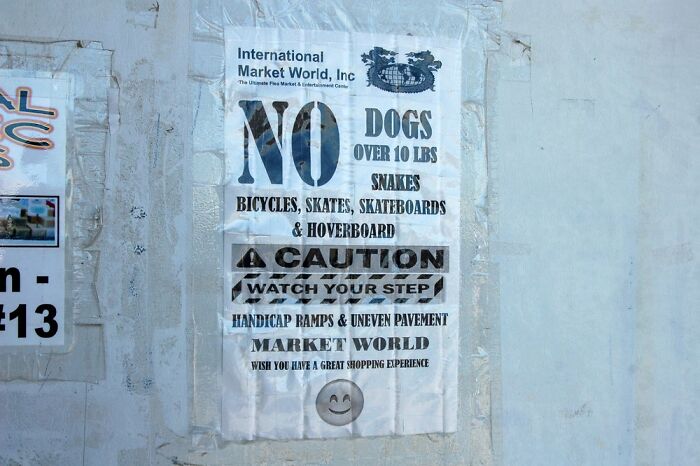 International
Market World, Inc
The Ultimate Flea Market & Entertainment Center
NO
DOGS
OVER 10 LBS
SNAKES
BICYCLES, SKATES, SKATEBOARDS
& HOVERBOARD
CAUTION
WATCH YOUR STEP
HANDICAP RAMPS & UNEVEN PAVEMENT
MARKET WORLD
WISH YOU HAVE A GREAT SHOPPING EXPERIENCE
AL
C
n -
#13